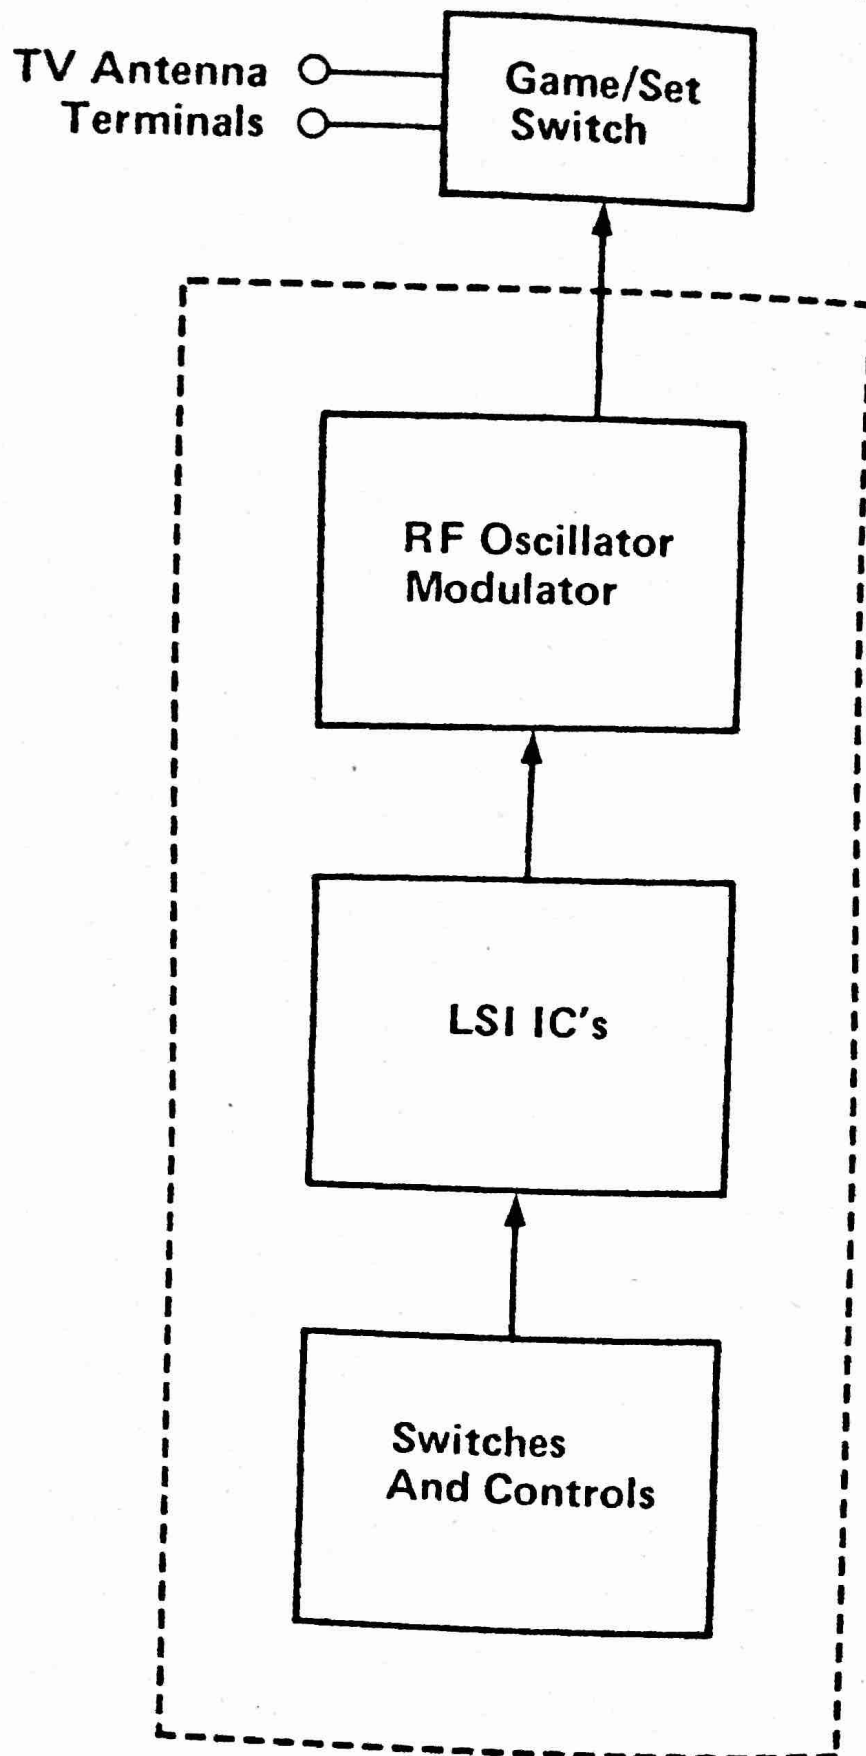 TV Antenna
Terminals
Game/Set
Switch
RF Oscillator
Modulator
LSI IC's
Switches
And Controls